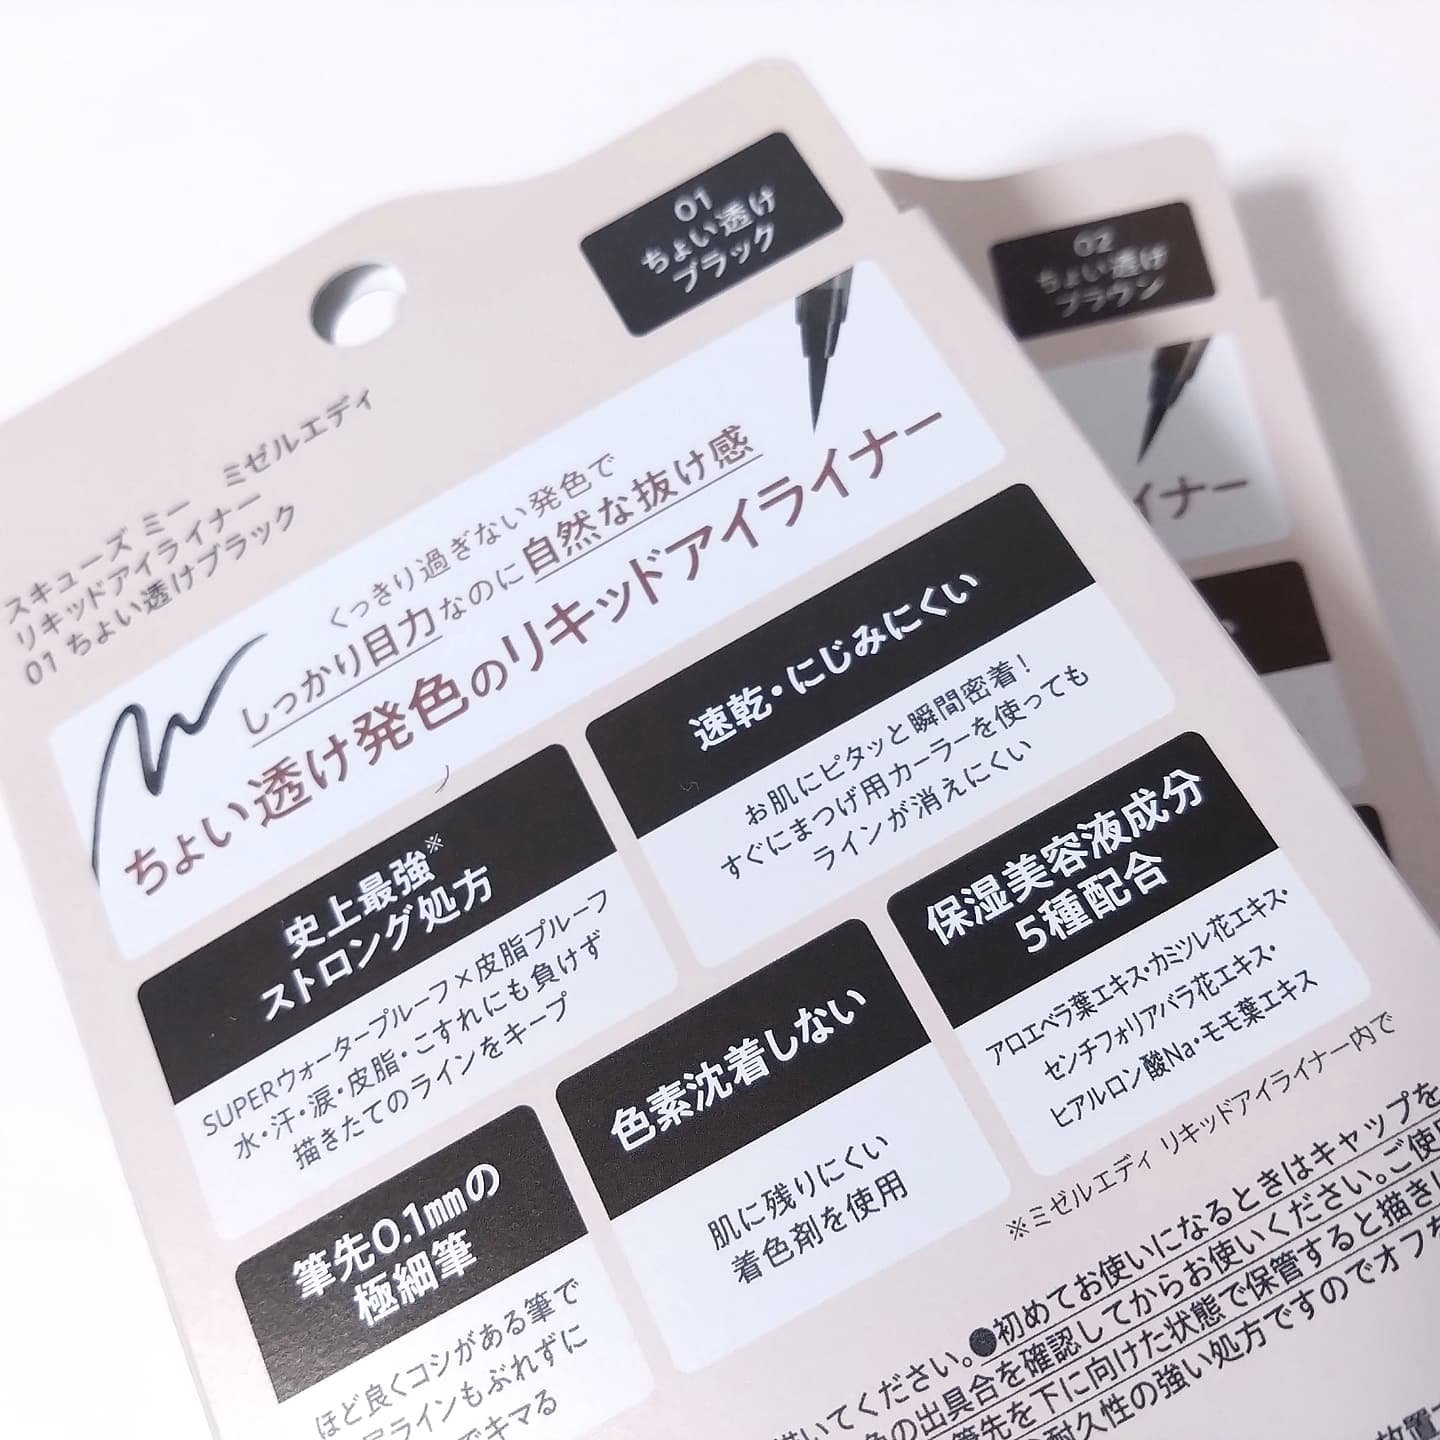 01
ちょい透け
ブラック
スキューズ ミー ミゼルエディ
リキッドアイライナー
01 ちょい透けブラック
くっきり過ぎない発色で
しっかり目力なのに自然な抜け感
ちょい透け発色のリキッドアイライナー
史上最強※
ストロング処方
SUPERウォータープルーフ×皮脂プルーフ
水・汗・涙・皮脂・こすれにも負けず
描きたてのラインをキープ
速乾・にじみにくい
お肌にピタッと瞬間密着!
すぐにまつげ用カーラーを使っても
ラインが消えにくい
筆先0.1mmの
極細筆
ほど良くコシがある筆で
ラインもぶれずに
でキマる
色素沈着しない
肌に残りにくい
着色剤を使用
保湿美容液成分
5種配合
アロエベラ葉エキス・カミツレ花エキス・
センチフォリアバラ花エキス・
ヒアルロン酸Na・モモ葉エキス
※ミゼルエディ リキッドアイライナー内で
いてください。●初めてお使いになるときはキャップを
色の出具合を確認してからお使いください。ご使用
筆先を下に向けた状態で保管すると描き
耐久性の強い処方ですのでオフ
放置
02
ちょい透け
ブラウン
イナー